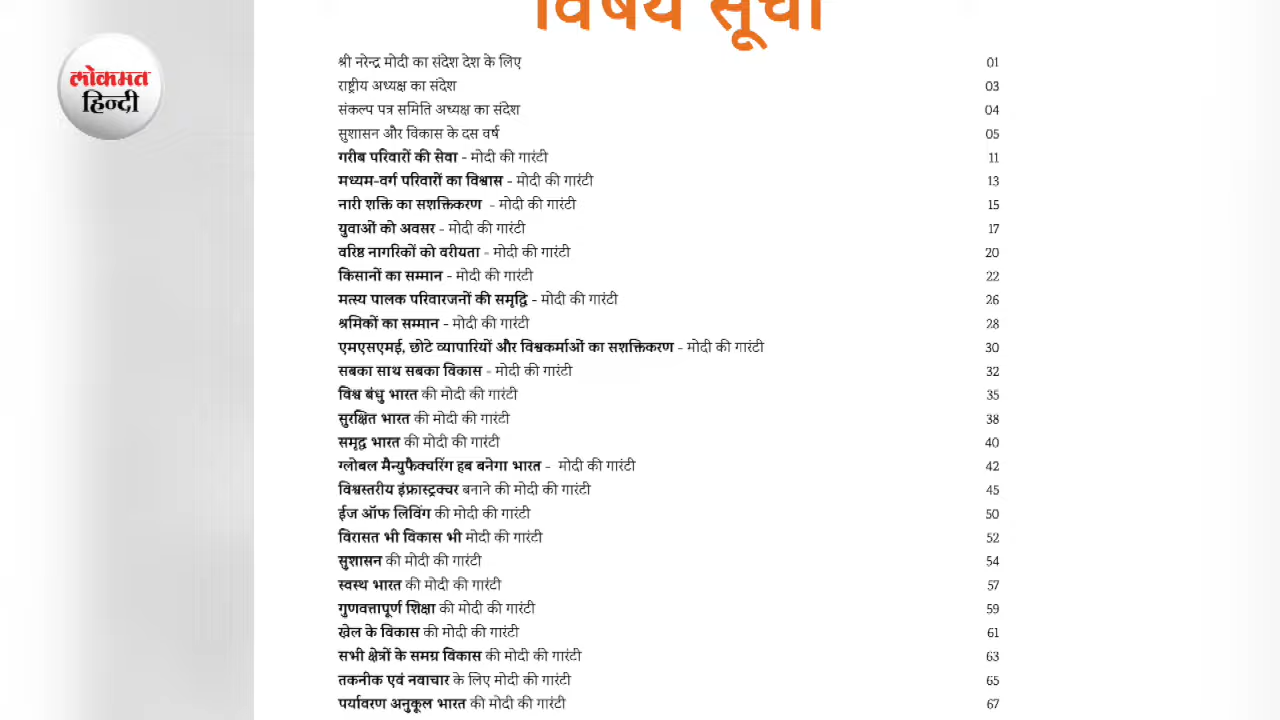 विषय सूची
लोकमत
हिन्दी
श्री नरेन्द्र मोदी का संदेश देश के लिए 01
राष्ट्रीय अध्यक्ष का संदेश 03
संकल्प पत्र समिति अध्यक्ष का संदेश 04
सुशासन और विकास के दस वर्ष 05
गरीब परिवारों की सेवा - मोदी की गारंटी 11
मध्यम-वर्ग परिवारों का विश्वास - मोदी की गारंटी 13
नारी शक्ति का सशक्तिकरण - मोदी की गारंटी 15
युवाओं को अवसर - मोदी की गारंटी 17
वरिष्ठ नागरिकों को वरीयता - मोदी की गारंटी 20
किसानों का सम्मान - मोदी की गारंटी 22
मत्स्य पालक परिवारजनों की समृद्धि - मोदी की गारंटी 26
श्रमिकों का सम्मान - मोदी की गारंटी 28
एमएसएमई, छोटे व्यापारियों और विश्वकर्माओं का सशक्तिकरण - मोदी की गारंटी 30
सबका साथ सबका विकास - मोदी की गारंटी 32
विश्व बंधु भारत की मोदी की गारंटी 35
सुरक्षित भारत की मोदी की गारंटी 38
समृद्ध भारत की मोदी की गारंटी 40
ग्लोबल मैन्युफैक्चरिंग हब बनेगा भारत - मोदी की गारंटी 42
विश्वस्तरीय इंफ्रास्ट्रक्चर बनाने की मोदी की गारंटी 45
ईज ऑफ लिविंग की मोदी की गारंटी 50
विरासत भी विकास भी मोदी की गारंटी 52
सुशासन की मोदी की गारंटी 54
स्वस्थ भारत की मोदी की गारंटी 57
गुणवत्तापूर्ण शिक्षा की मोदी की गारंटी 59
खेल के विकास की मोदी की गारंटी 61
सभी क्षेत्रों के समग्र विकास की मोदी की गारंटी 63
तकनीक एवं नवाचार के लिए मोदी की गारंटी 65
पर्यावरण अनुकूल भारत की मोदी की गारंटी 67